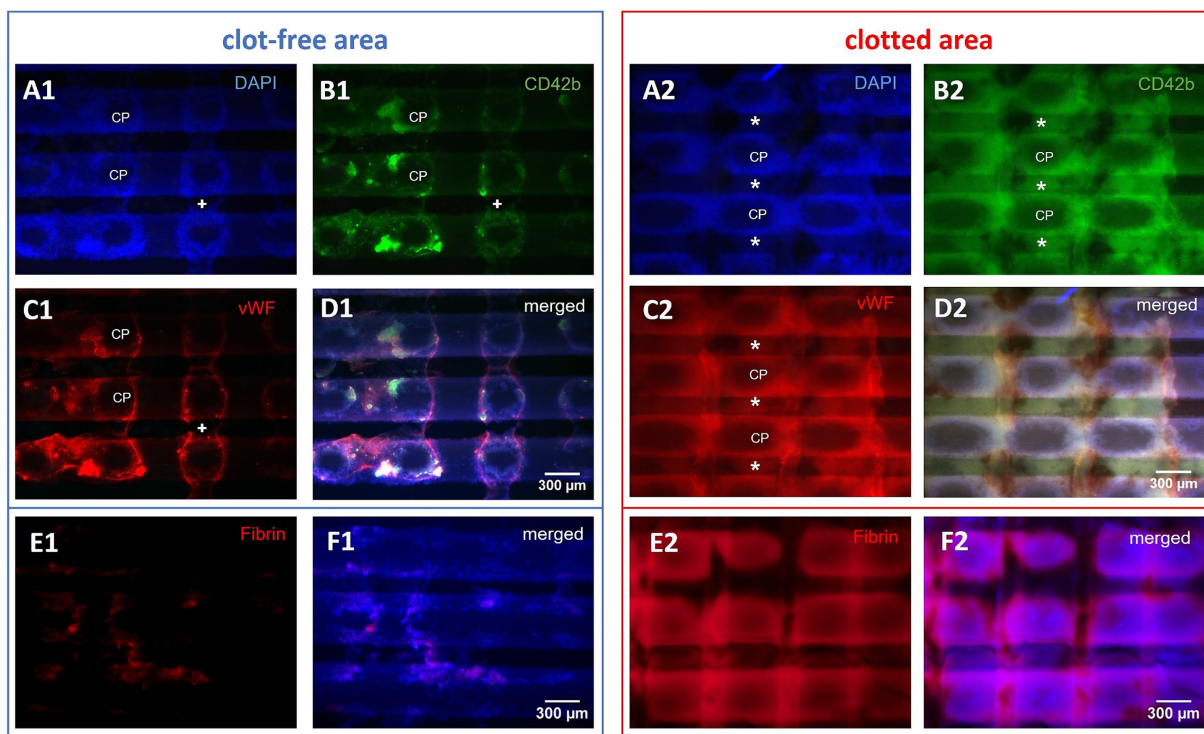 clot-free area
clotted area
A1 DAPI
CP
CP
+
B1 CD42b
CP
CP
+
A2 DAPI
*
CP
*
CP
*
B2 CD42b
*
CP
*
CP
*
C1 vWF
CP
CP
+
D1 merged
300 µm
C2 vWF
*
CP
*
CP
*
D2 merged
300 µm
E1 Fibrin
F1 merged
300 µm
E2 Fibrin
F2 merged
300 µm